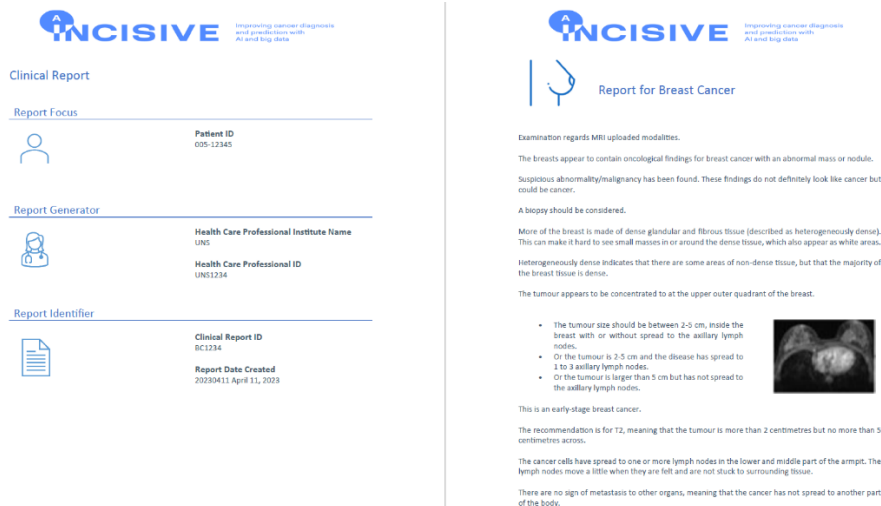 AI
INCISIVE
Improving cancer diagnosis
and prediction with
AI and big data
Clinical Report
Report Focus
Patient ID
005-12345
Report Generator
Health Care Professional Institute Name
UNS
Health Care Professional ID
UNS1234
Report Identifier
Clinical Report ID
BC1234
Report Date Created
20230411 April 11, 2023
AI
INCISIVE
Improving cancer diagnosis
and prediction with
AI and big data
Report for Breast Cancer
Examination regards MRI uploaded modalities.
The breasts appear to contain oncological findings for breast cancer with an abnormal mass or nodule.
Suspicious abnormality/malignancy has been found. These findings do not definitely look like cancer but
could be cancer.
A biopsy should be considered.
More of the breast is made of dense glandular and fibrous tissue (described as heterogeneously dense).
This can make it hard to see small masses in or around the dense tissue, which also appear as white areas.
Heterogeneously dense indicates that there are some areas of non-dense tissue, but that the majority of
the breast tissue is dense.
The tumour appears to be concentrated to at the upper outer quadrant of the breast.
• The tumour size should be between 2-5 cm, inside the
breast with or without spread to the axillary lymph
nodes.
• Or the tumour is 2-5 cm and the disease has spread to
1 to 3 axillary lymph nodes.
• Or the tumour is larger than 5 cm but has not spread to
the axillary lymph nodes.
This is an early-stage breast cancer.
The recommendation is for T2, meaning that the tumour is more than 2 centimetres but no more than 5
centimetres across.
The cancer cells have spread to one or more lymph nodes in the lower and middle part of the armpit. The
lymph nodes move a little when they are felt and are not stuck to surrounding tissue.
There are no sign of metastasis to other organs, meaning that the cancer has not spread to another part
of the body.